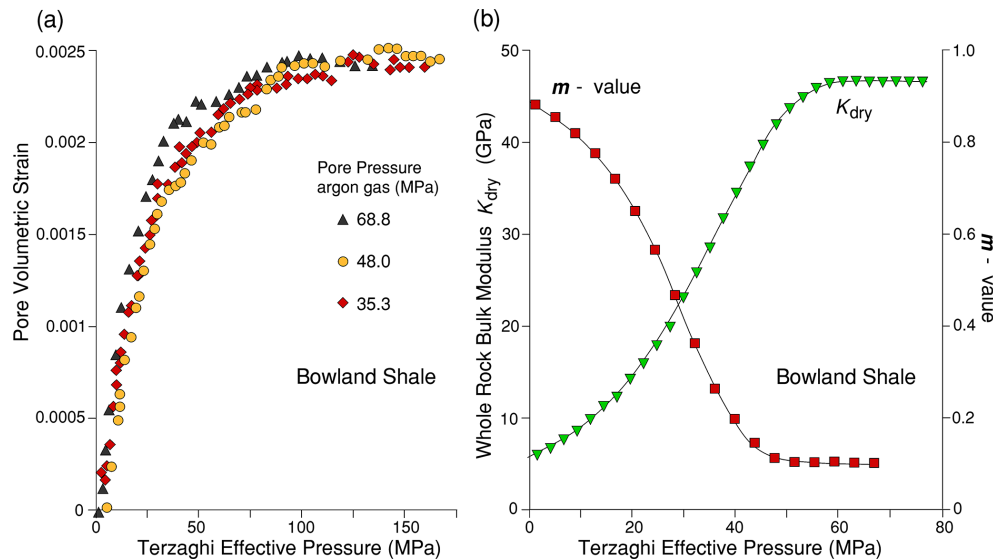 (a)
0.0025
0.002
0.0015
0.001
0.0005
0
Pore Volumetric Strain
Pore Pressure
argon gas (MPa)
68.8
48.0
35.3
Bowland Shale
0
50
100
150
Terzaghi Effective Pressure (MPa)
(b)
50
40
30
20
10
0
Whole Rock Bulk Modulus Kdry (GPa)
m - value
Kdry
Bowland Shale
1.0
0.8
0.6
0.4
0.2
0
m - value
0
20
40
60
80
Terzaghi Effective Pressure (MPa)